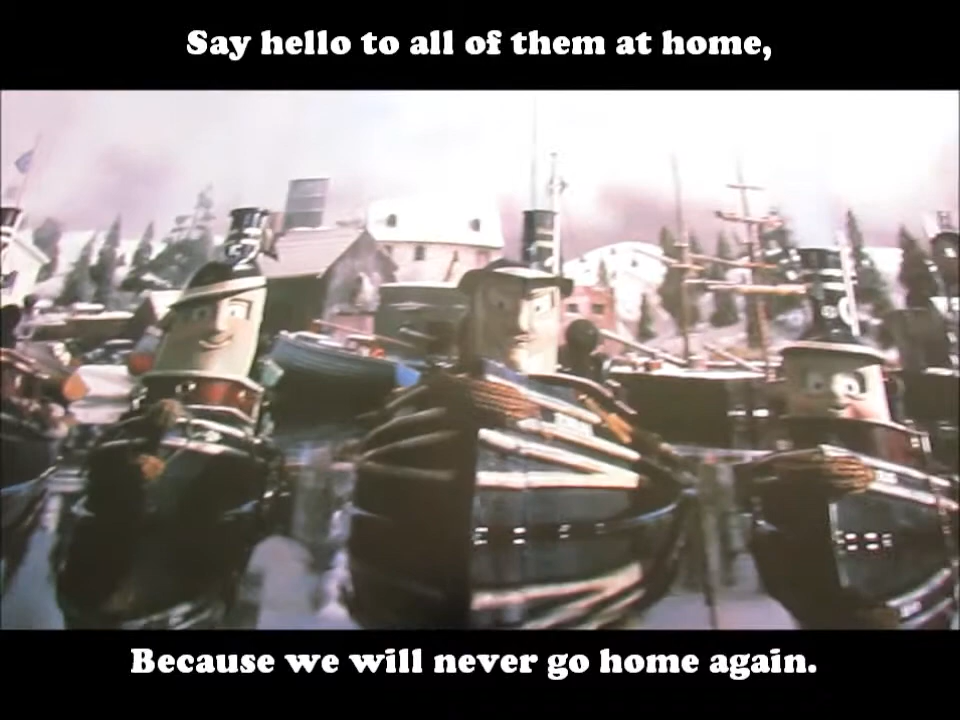 Say hello to all of them at home,
Because we will never go home again.